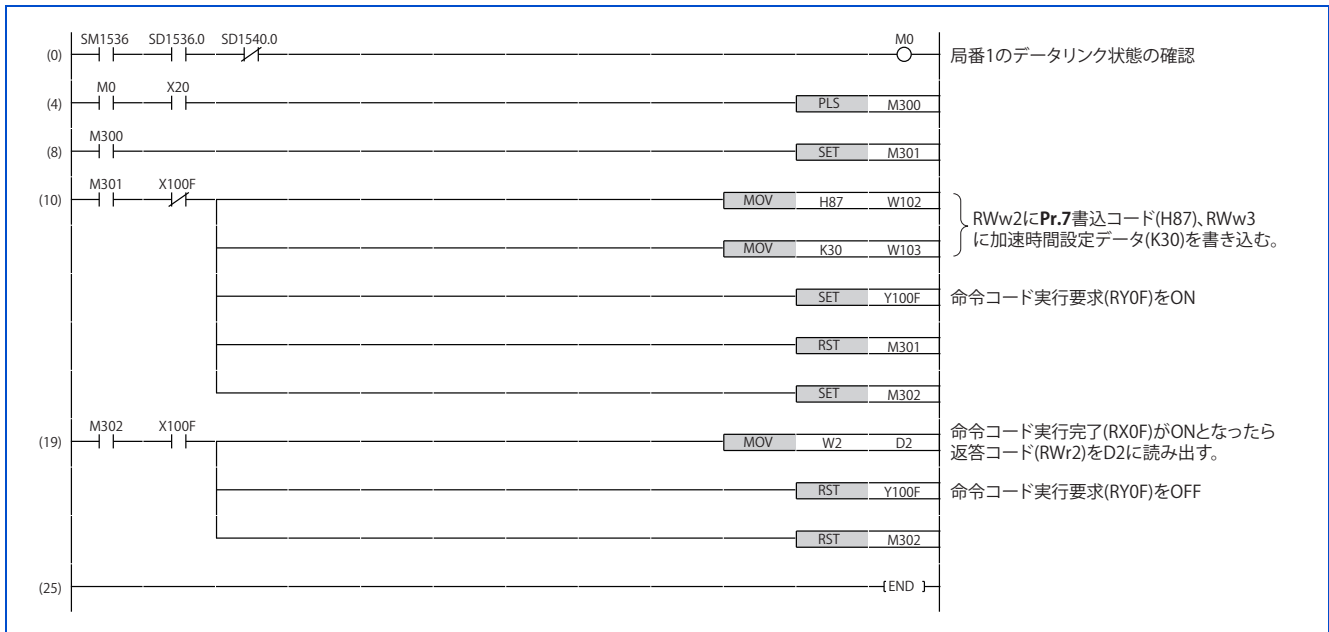 SM1536 SD1536.0 SD1540.0 M0
(0) 局番1のデータリンク状態の確認
M0 X20
(4) PLS M300
M300
(8) SET M301
M301 X100F
(10) MOV H87 W102
RWw2にPr.7書込コード(H87)、RWw3
に加速時間設定データ(K30)を書き込む。
MOV K30 W103
SET Y100F 命令コード実行要求(RY0F)をON
RST M301
SET M302
M302 X100F
(19) MOV W2 D2
命令コード実行完了(RX0F)がONとなったら
返答コード(RWr2)をD2に読み出す。
RST Y100F 命令コード実行要求(RY0F)をOFF
RST M302
(25) END